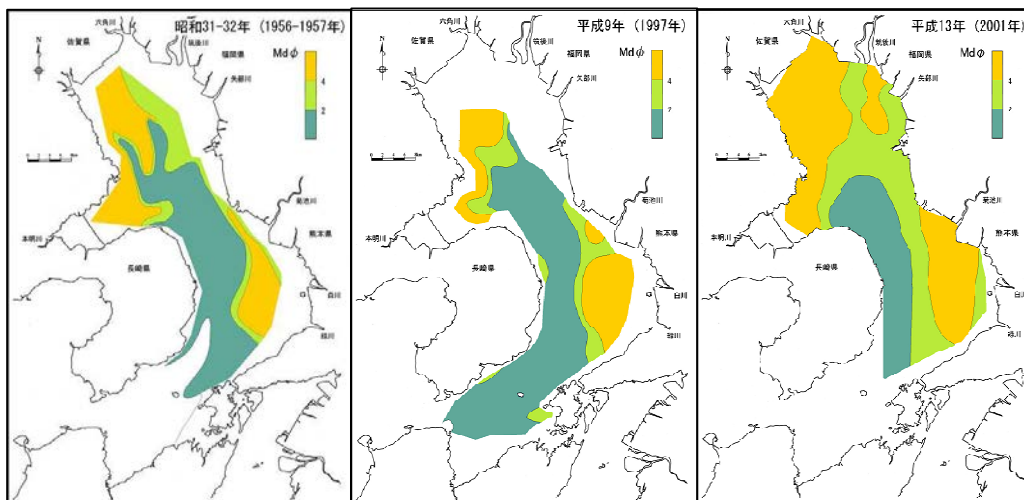 昭和31-32年 (1956-1957年)
六角川
佐賀県
筑後川
福岡県
矢部川
N
Mdφ
4
2
菊池川
熊本県
本明川
長崎県
白川
緑川
平成9年 (1997年)
六角川
佐賀県
筑後川
福岡県
矢部川
N
Mdφ
4
2
菊池川
熊本県
本明川
長崎県
白川
緑川
平成13年 (2001年)
六角川
佐賀県
筑後川
福岡県
矢部川
N
Mdφ
4
2
菊池川
熊本県
本明川
長崎県
白川
緑川